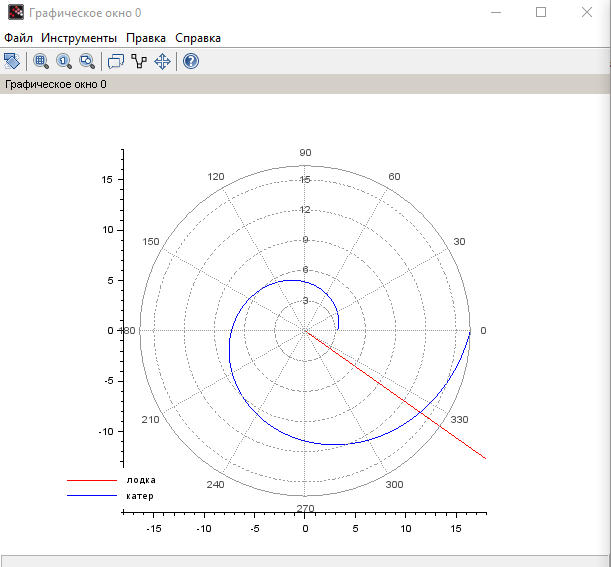 Графическое окно 0
Файл Инструменты Правка Справка
Графическое окно 0
90
120 60
15 15
12
150 30
10
9
5 6
3
0 180 0
-5
210 330
-10
240 300
270
лодка
катер
-15 -10 -5 0 5 10 15